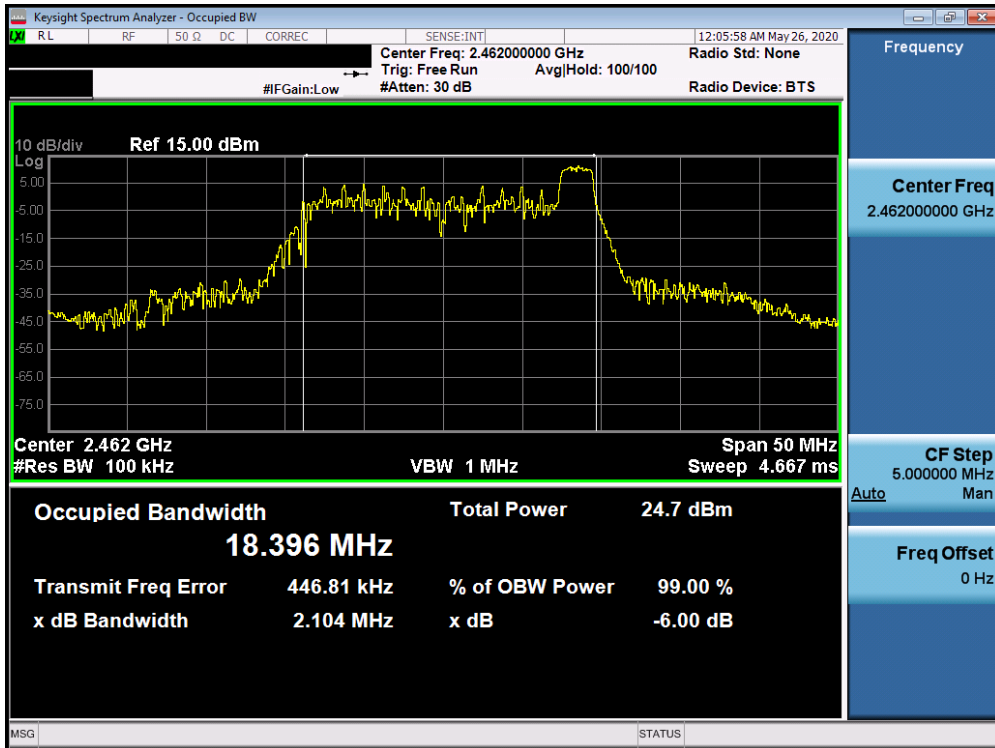 Keysight Spectrum Analyzer - Occupied BW
LXI RL RF 50 Ω DC CORREC SENSE:INT 12:05:58 AM May 26, 2020
Center Freq: 2.462000000 GHz Radio Std: None
Trig: Free Run Avg|Hold: 100/100
#IFGain:Low #Atten: 30 dB Radio Device: BTS
10 dB/div Ref 15.00 dBm
Log
5.00
-5.00
-15.0
-25.0
-35.0
-45.0
-55.0
-65.0
-75.0
Center 2.462 GHz Span 50 MHz
#Res BW 100 kHz VBW 1 MHz Sweep 4.667 ms
Occupied Bandwidth Total Power 24.7 dBm
18.396 MHz
Transmit Freq Error 446.81 kHz % of OBW Power 99.00 %
x dB Bandwidth 2.104 MHz x dB -6.00 dB
MSG STATUS
Frequency
Center Freq
2.462000000 GHz
CF Step
5.000000 MHz
Auto Man
Freq Offset
0 Hz